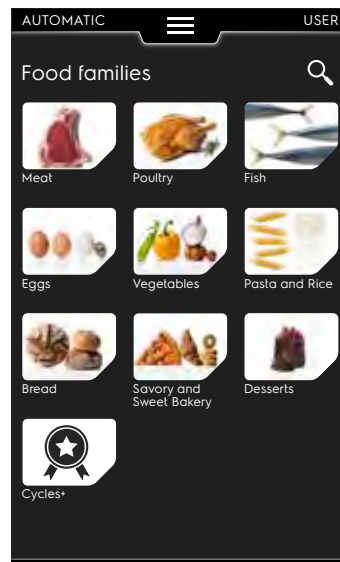 AUTOMATIC USER
Food families
Meat Poultry Fish
Eggs Vegetables Pasta and Rice
Bread Savory and Desserts
Sweet Bakery
Cycles+